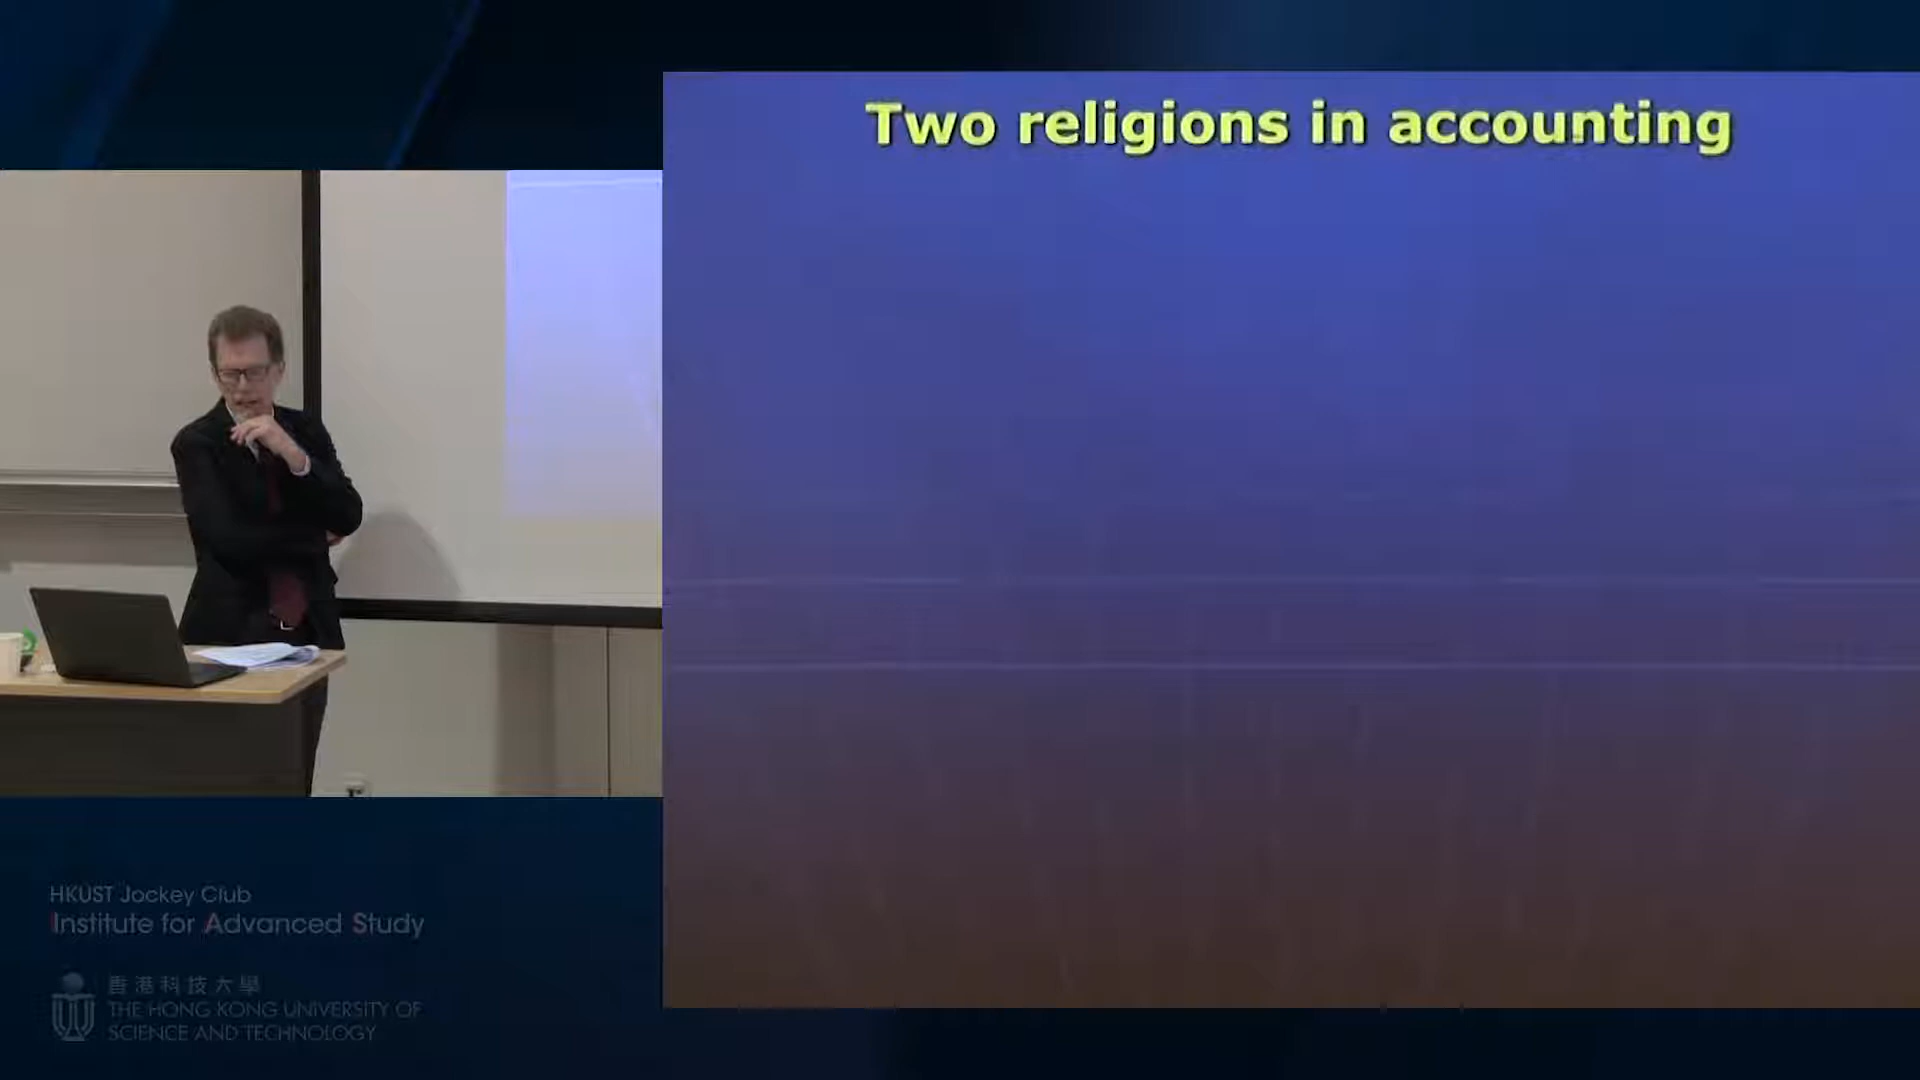 Two religions in accounting
HKUST Jockey Club
Institute for Advanced Study
香港科技大學
THE HONG KONG UNIVERSITY OF
SCIENCE AND TECHNOLOGY